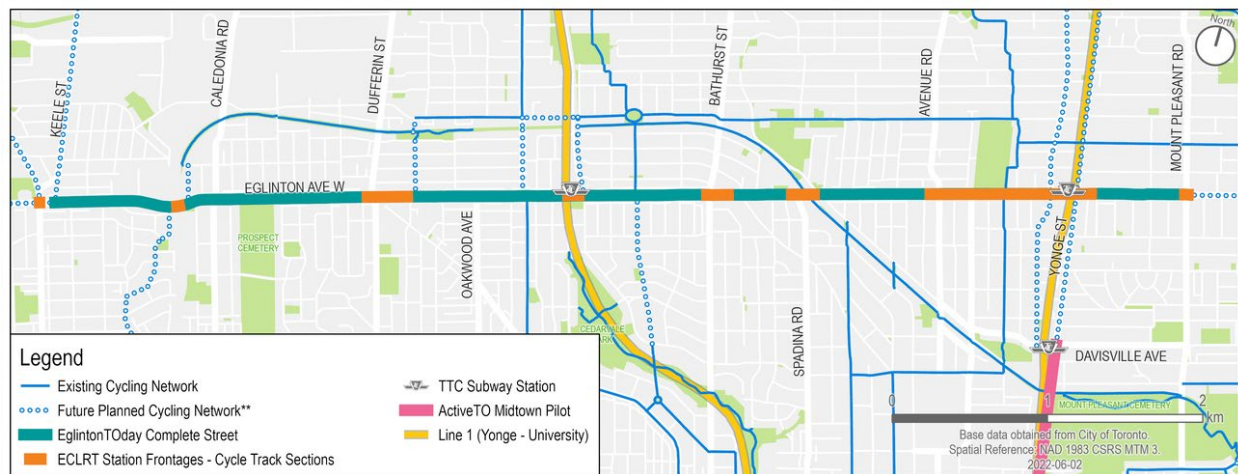 North
KEELE ST
CALEDONIA RD
DUFFERIN ST
BATHURST ST
AVENUE RD
MOUNT PLEASANT RD
EGLINTON AVE W
PROSPECT
CEMETERY
OAKWOOD AVE
YONGE ST
CEDARVALE
PARK
SPADINA RD
DAVISVILLE AVE
MOUNT PLEASANT CEMETERY
Legend
Existing Cycling Network
Future Planned Cycling Network**
EglintonTOday Complete Street
ECLRT Station Frontages - Cycle Track Sections
TTC Subway Station
ActiveTO Midtown Pilot
Line 1 (Yonge - University)
0 1 2
km
Base data obtained from City of Toronto.
Spatial Reference: NAD 1983 CSRS MTM 3.
2022-06-02